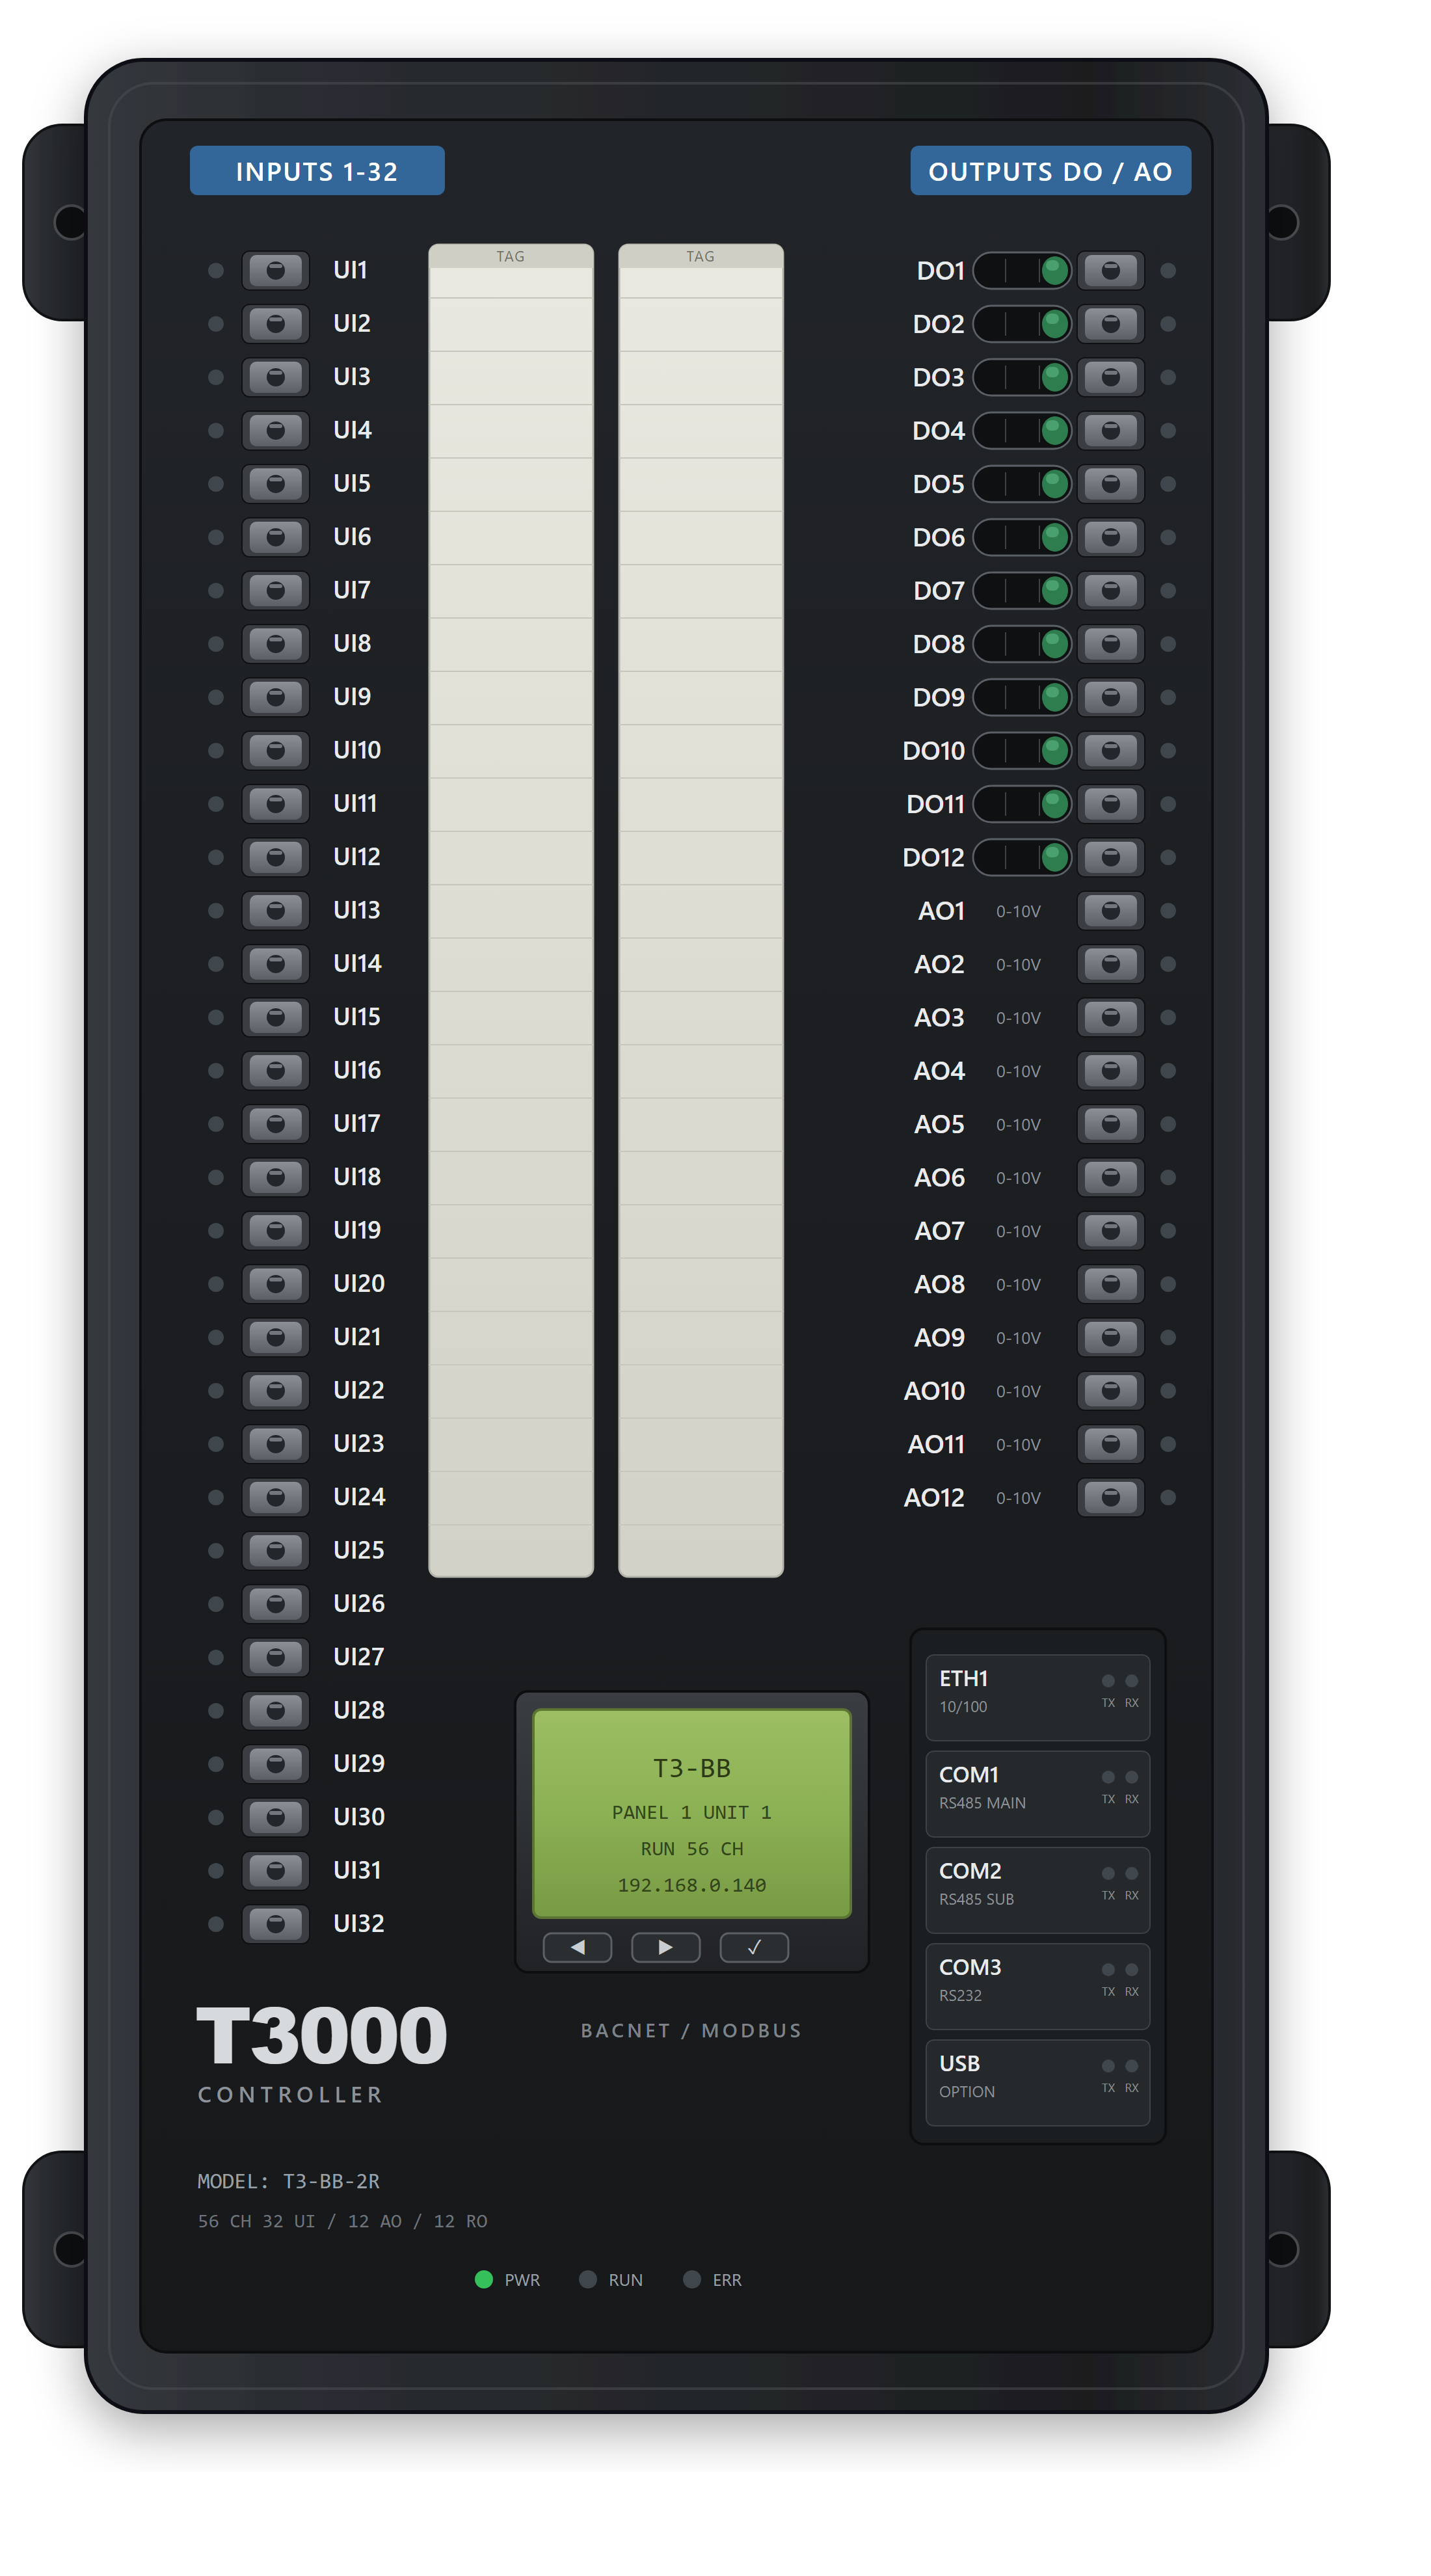 INPUTS 1-32
OUTPUTS DO / AO
TAG
TAG
UI1
UI2
UI3
UI4
UI5
UI6
UI7
UI8
UI9
UI10
UI11
UI12
UI13
UI14
UI15
UI16
UI17
UI18
UI19
UI20
UI21
UI22
UI23
UI24
UI25
UI26
UI27
UI28
UI29
UI30
UI31
UI32
DO1
DO2
DO3
DO4
DO5
DO6
DO7
DO8
DO9
DO10
DO11
DO12
AO1 0-10V
AO2 0-10V
AO3 0-10V
AO4 0-10V
AO5 0-10V
AO6 0-10V
AO7 0-10V
AO8 0-10V
AO9 0-10V
AO10 0-10V
AO11 0-10V
AO12 0-10V
T3-BB
PANEL 1 UNIT 1
RUN 56 CH
192.168.0.140
◀ ▶ ✓
BACNET / MODBUS
ETH1
10/100
TX RX
COM1
RS485 MAIN
TX RX
COM2
RS485 SUB
TX RX
COM3
RS232
TX RX
USB
OPTION
TX RX
T3000
CONTROLLER
MODEL: T3-BB-2R
56 CH 32 UI / 12 AO / 12 RO
PWR RUN ERR